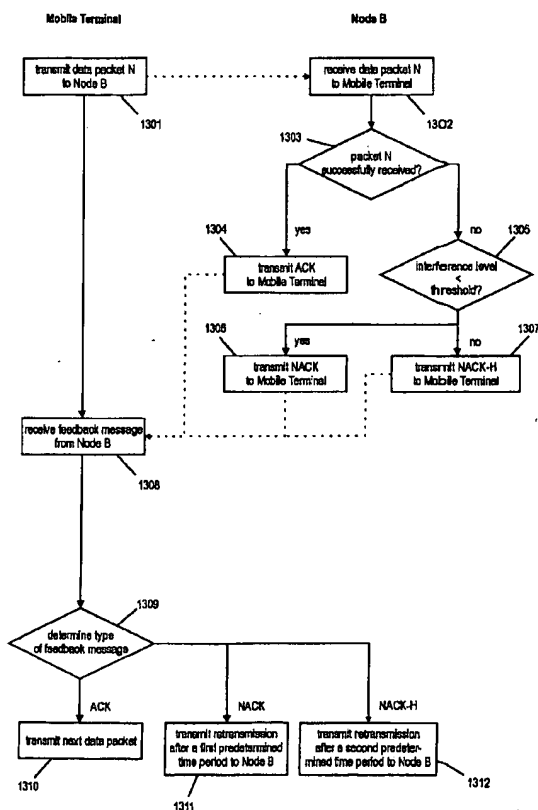 Mobile Terminal
Node B
transmit data packet N
to Node B
1301
receive data packet N
to Mobile Terminal
1302
1303
packet N
successfully received?
yes
no
1304
transmit ACK
to Mobile Terminal
1305
interference level
<
threshold?
1306
yes
no
1307
transmit NACK
to Mobile Terminal
transmit NACK-H
to Mobile Terminal
receive feedback message
from Node B
1308
1309
determine type
of feedback message
ACK
NACK
NACK-H
transmit next data packet
1310
transmit retransmission
after a first predetermined
time period to Node B
1311
transmit retransmission
after a second predeter-
mined time period to Node B
1312